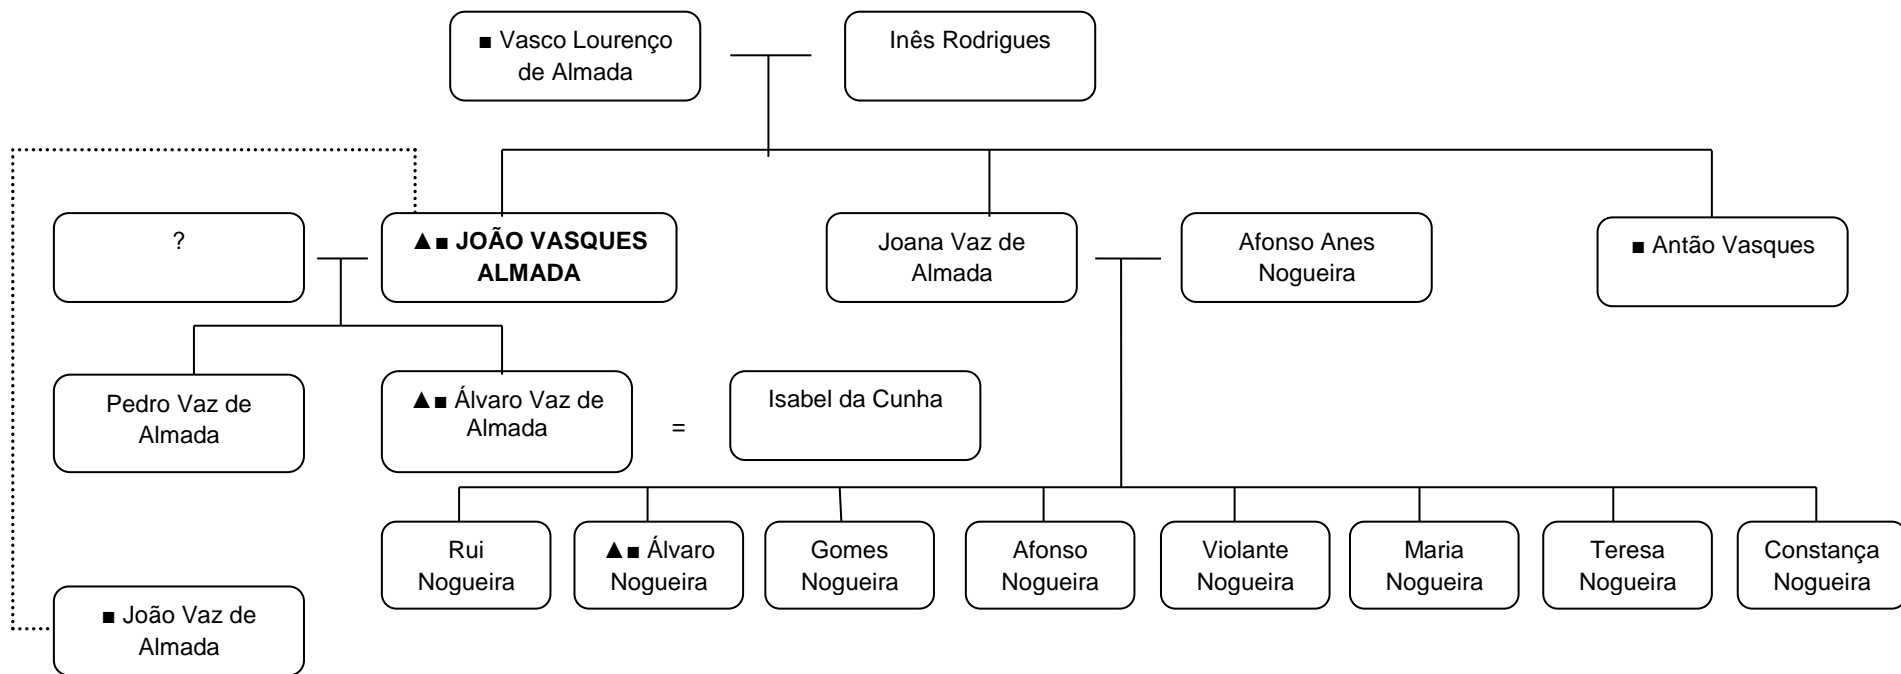 ■ Vasco Lourenço
de Almada
Inês Rodrigues
?
▲■ JOÃO VASQUES
ALMADA
Joana Vaz de
Almada
Afonso Anes
Nogueira
■ Antão Vasques
Pedro Vaz de
Almada
▲■ Álvaro Vaz de
Almada
=
Isabel da Cunha
Rui
Nogueira
▲■ Álvaro
Nogueira
Gomes
Nogueira
Afonso
Nogueira
Violante
Nogueira
Maria
Nogueira
Teresa
Nogueira
Constança
Nogueira
■ João Vaz de
Almada